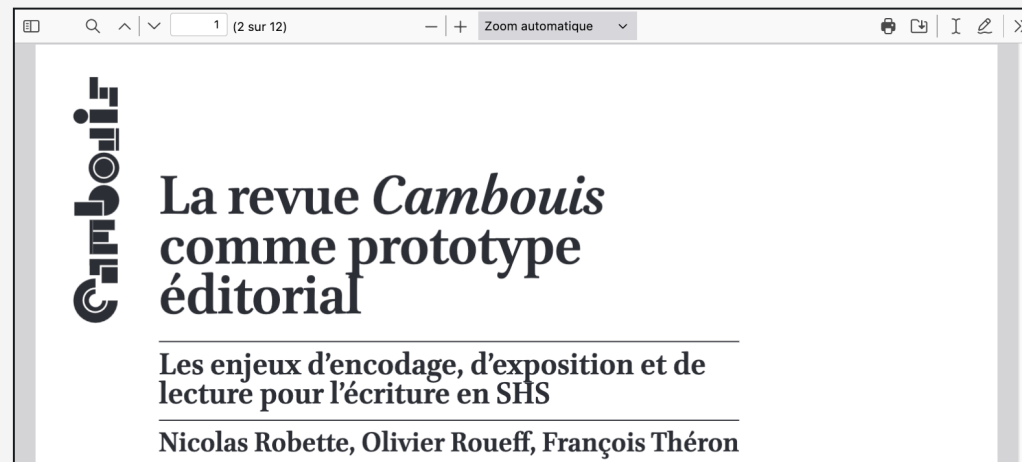 1 (2 sur 12)
Zoom automatique
Cambouis
La revue Cambouis
comme prototype
éditorial
Les enjeux d’encodage, d’exposition et de
lecture pour l’écriture en SHS
Nicolas Robette, Olivier Roueff, François Théron